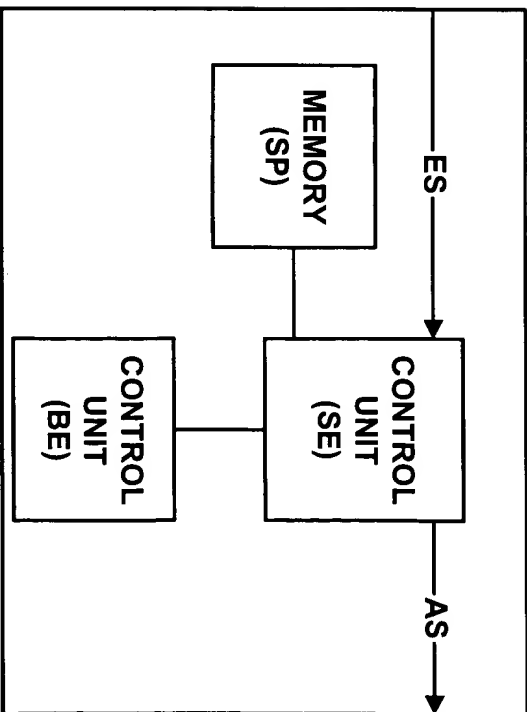 ES
MEMORY
(SP)
CONTROL
UNIT
(SE)
AS
CONTROL
UNIT
(BE)